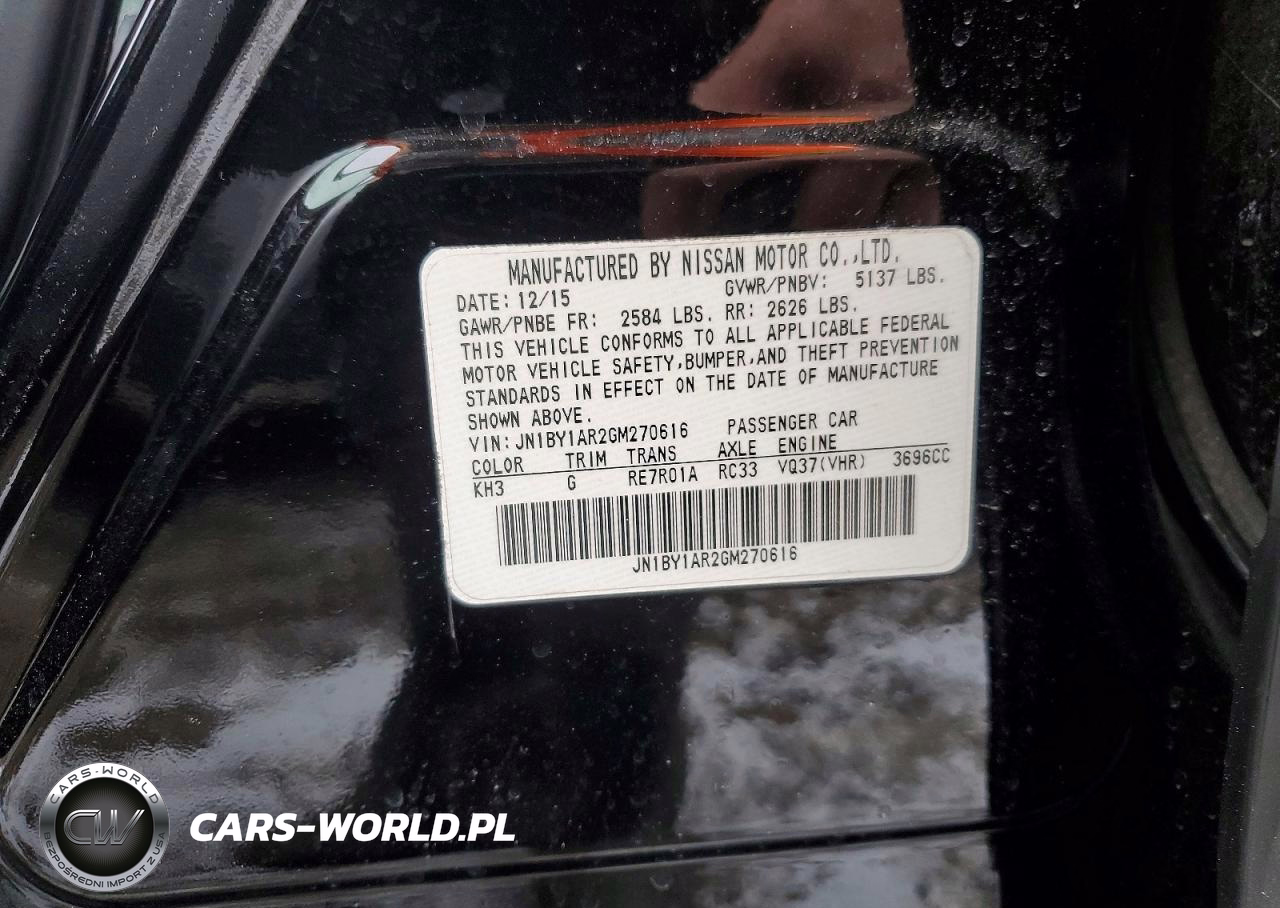 MANUFACTURED BY NISSAN MOTOR CO.,LTD.
DATE: 12/15 GVWR/PNBV: 5137 LBS.
GAWR/PNBE FR: 2584 LBS. RR: 2626 LBS.
THIS VEHICLE CONFORMS TO ALL APPLICABLE FEDERAL
MOTOR VEHICLE SAFETY,BUMPER,AND THEFT PREVENTION
STANDARDS IN EFFECT ON THE DATE OF MANUFACTURE
SHOWN ABOVE.
VIN: JN1BY1AR2GM270616 PASSENGER CAR
COLOR TRIM TRANS AXLE ENGINE
KH3 G RE7R01A RC33 VQ37(VHR) 3696CC
JN1BY1AR2GM270616
CARS-WORLD
CW
BEZPOŚREDNI IMPORT Z USA
CARS-WORLD.PL